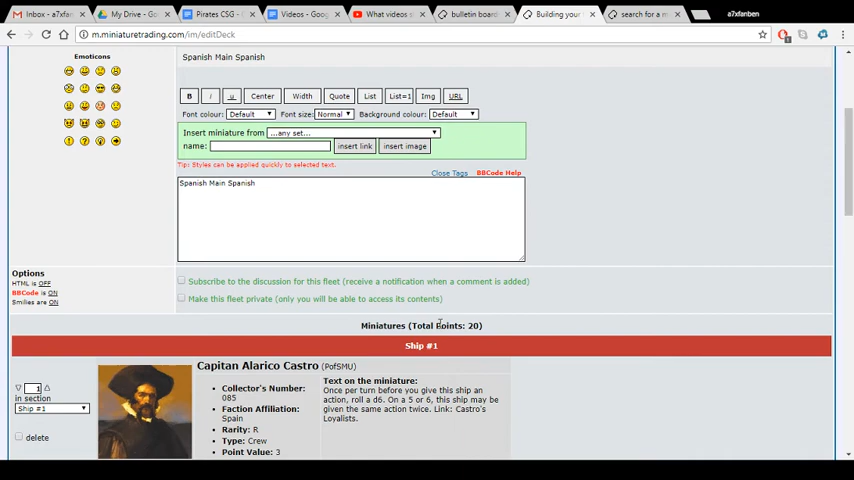 Inbox - a7xfanben
My Drive - Google
Pirates CSG - Goo
Videos - Goog
What videos s
bulletin board
Building your
search for a m
a7xfanben
m.miniaturetrading.com/im/editDeck
Emoticons
Spanish Main Spanish
B i u Center Width Quote List List=1 Img URL
Font colour: Default Font size: Normal Background colour: Default
Insert miniature from ...any set...
name: insert link insert image
Tip: Styles can be applied quickly to selected text.
Close Tags BBCode Help
Spanish Main Spanish
Options
HTML is OFF
BBCode is ON
Smilies are ON
Subscribe to the discussion for this fleet (receive a notification when a comment is added)
Make this fleet private (only you will be able to access its contents)
Miniatures (Total Points: 20)
Ship #1
1
in section
Ship #1
delete
Capitan Alarico Castro (PofSMU)
• Collector's Number:
085
• Faction Affiliation:
Spain
• Rarity: R
• Type: Crew
• Point Value: 3
Text on the miniature:
Once per turn before you give this ship an
action, roll a d6. On a 5 or 6, this ship may
be given the same action twice. Link: Castro's
Loyalists.